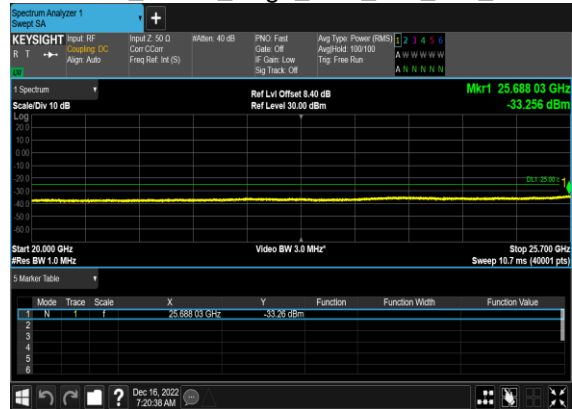 Spectrum Analyzer 1
Swept SA
+
KEYSIGHT Input: RF Input Z: 50 Ω #Atten: 40 dB PNO: Fast Avg Type: Power (RMS) 1 2 3 4 5 6
R T Coupling: DC Corr CCorr Gate: Off Avg|Hold: 100/100 A W W W W W
Align: Auto Freq Ref: Int (S) IF Gain: Low Trig: Free Run
Sig Track: Off A N N N N N
1 Spectrum Ref Lvl Offset 8.40 dB Mkr1 25.688 03 GHz
Scale/Div 10 dB Ref Level 30.00 dBm -33.256 dBm
Log
20.0
10.0
0.00
-10.0
-20.0
DL1 -25.00 1
-30.0
-40.0
-50.0
-60.0
Start 20.000 GHz Video BW 3.0 MHz* Stop 25.700 GHz
#Res BW 1.0 MHz Sweep 10.7 ms (40001 pts)
5 Marker Table
Mode Trace Scale X Y Function Function Width Function Value
1 N 1 f 25.688 03 GHz -33.26 dBm
2
3
4
5
6
? Dec 16, 2022
7:20:38 AM